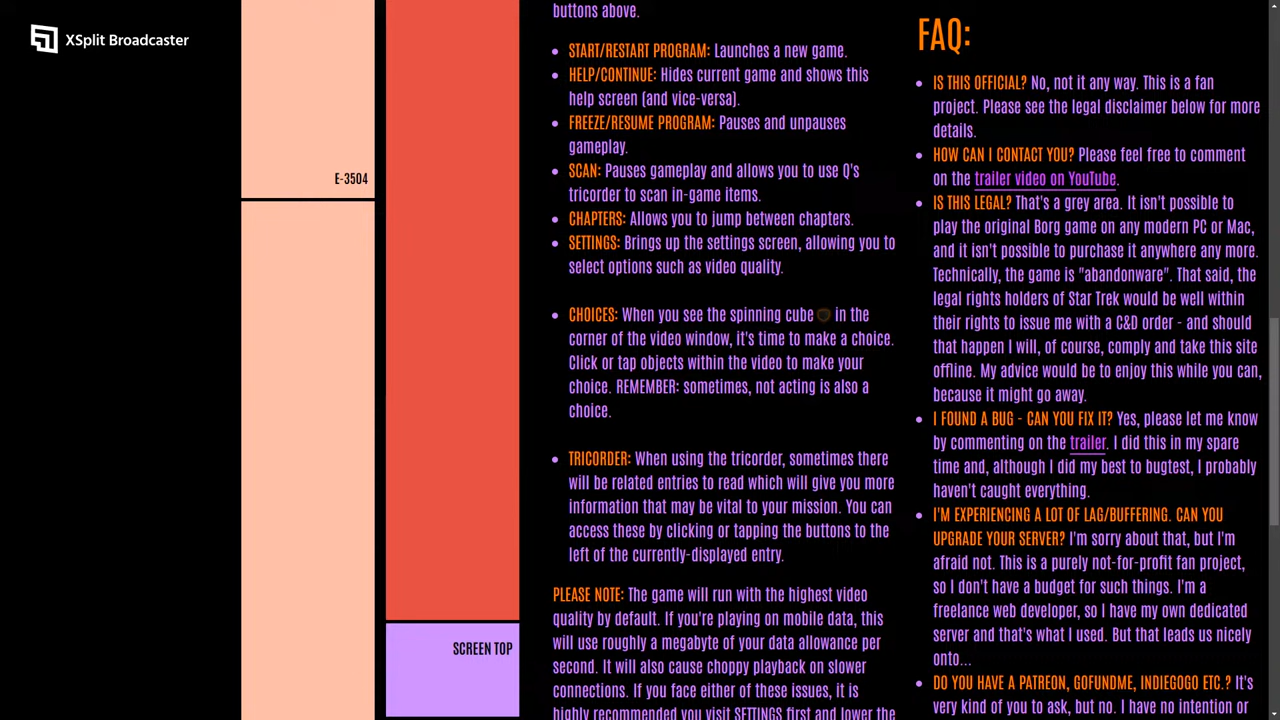 XSplit Broadcaster
E-3504
SCREEN TOP
buttons above.
START/RESTART PROGRAM: Launches a new game.
HELP/CONTINUE: Hides current game and shows this
help screen (and vice-versa).
FREEZE/RESUME PROGRAM: Pauses and unpauses
gameplay.
SCAN: Pauses gameplay and allows you to use Q's
tricorder to scan in-game items.
CHAPTERS: Allows you to jump between chapters.
SETTINGS: Brings up the settings screen, allowing you to
select options such as video quality.
CHOICES: When you see the spinning cube in the
corner of the video window, it's time to make a choice.
Click or tap objects within the video to make your
choice. REMEMBER: sometimes, not acting is also a
choice.
TRICORDER: When using the tricorder, sometimes there
will be related entries to read which will give you more
information that may be vital to your mission. You can
access these by clicking or tapping the buttons to the
left of the currently-displayed entry.
PLEASE NOTE: The game will run with the highest video
quality by default. If you're playing on mobile data, this
will use roughly a megabyte of your data allowance per
second. It will also cause choppy playback on slower
connections. If you face either of these issues, it is
highly recommended you visit SETTINGS first and lower the
FAQ:
IS THIS OFFICIAL? No, not it any way. This is a fan
project. Please see the legal disclaimer below for more
details.
HOW CAN I CONTACT YOU? Please feel free to comment
on the trailer video on YouTube.
IS THIS LEGAL? That's a grey area. It isn't possible to
play the original Borg game on any modern PC or Mac,
and it isn't possible to purchase it anywhere any more.
Technically, the game is "abandonware". That said, the
legal rights holders of Star Trek would be well within
their rights to issue me with a C&D order - and should
that happen I will, of course, comply and take this site
offline. My advice would be to enjoy this while you can,
because it might go away.
I FOUND A BUG - CAN YOU FIX IT? Yes, please let me know
by commenting on the trailer. I did this in my spare
time and, although I did my best to bugtest, I probably
haven't caught everything.
I'M EXPERIENCING A LOT OF LAG/BUFFERING. CAN YOU
UPGRADE YOUR SERVER? I'm sorry about that, but I'm
afraid not. This is a purely not-for-profit fan project,
so I don't have a budget for such things. I'm a
freelance web developer, so I have my own dedicated
server and that's what I used. But that leads us nicely
onto...
DO YOU HAVE A PATREON, GOFUNDME, INDIEGOGO ETC.? It's
very kind of you to ask, but no. I have no intention or